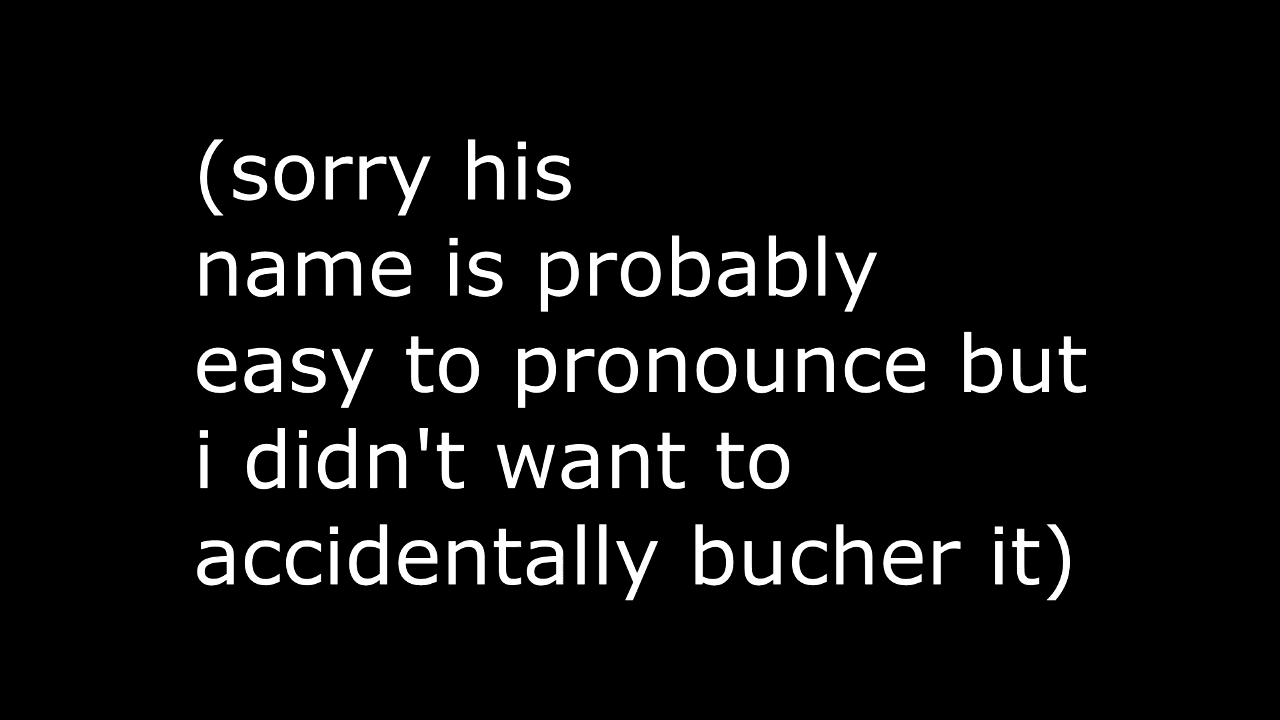 (sorry his
name is probably
easy to pronounce but
i didn't want to
accidentally bucher it)